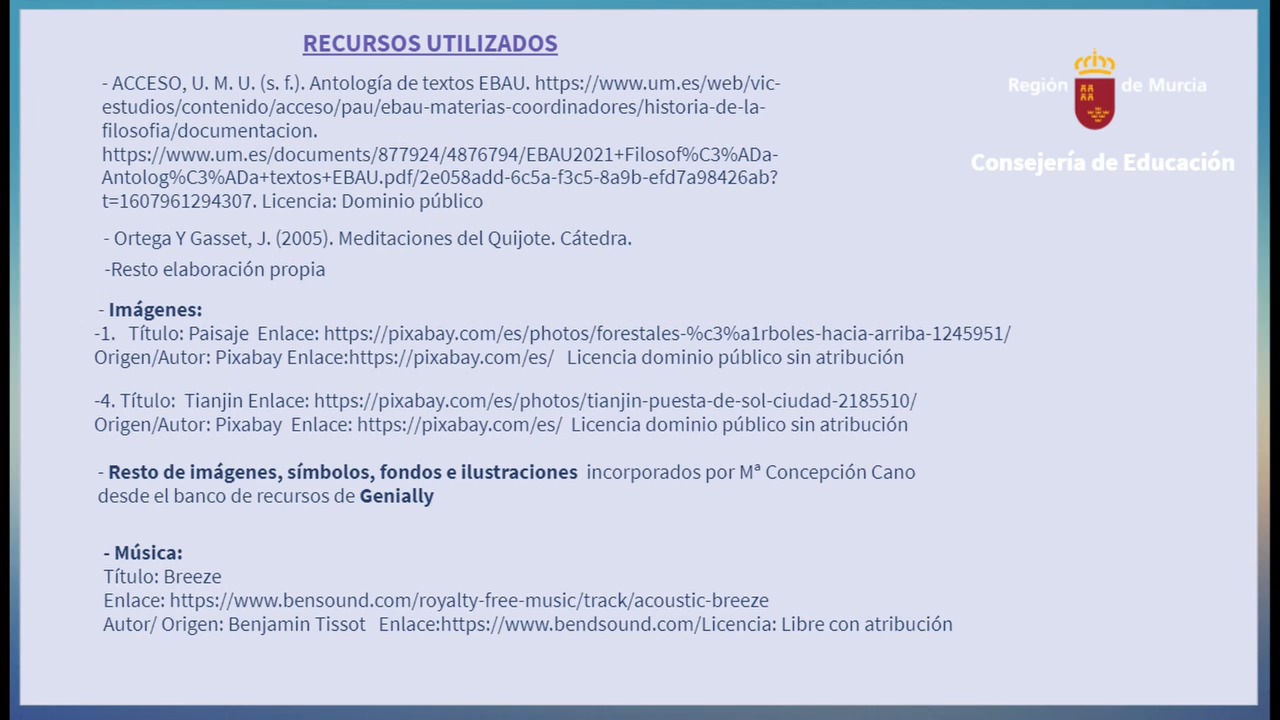 RECURSOS UTILIZADOS
- ACCESO, U. M. U. (s. f.). Antología de textos EBAU. https://www.um.es/web/vic-
estudios/contenido/acceso/pau/ebau-materias-coordinadores/historia-de-la-
filosofia/documentacion.
https://www.um.es/documents/877924/4876794/EBAU2021+Filosof%C3%ADa-
Antolog%C3%ADa+textos+EBAU.pdf/2e058add-6c5a-f3c5-8a9b-efd7a98426ab?
t=1607961294307. Licencia: Dominio público
- Ortega Y Gasset, J. (2005). Meditaciones del Quijote. Cátedra.
-Resto elaboración propia
- Imágenes:
-1. Título: Paisaje Enlace: https://pixabay.com/es/photos/forestales-%c3%a1rboles-hacia-arriba-1245951/
Origen/Autor: Pixabay Enlace:https://pixabay.com/es/ Licencia dominio público sin atribución
-4. Título: Tianjin Enlace: https://pixabay.com/es/photos/tianjin-puesta-de-sol-ciudad-2185510/
Origen/Autor: Pixabay Enlace: https://pixabay.com/es/ Licencia dominio público sin atribución
- Resto de imágenes, símbolos, fondos e ilustraciones incorporados por Mª Concepción Cano
desde el banco de recursos de Genially
- Música:
Título: Breeze
Enlace: https://www.bensound.com/royalty-free-music/track/acoustic-breeze
Autor/ Origen: Benjamin Tissot Enlace:https://www.bendsound.com/Licencia: Libre con atribución
Región de Murcia
Consejería de Educación